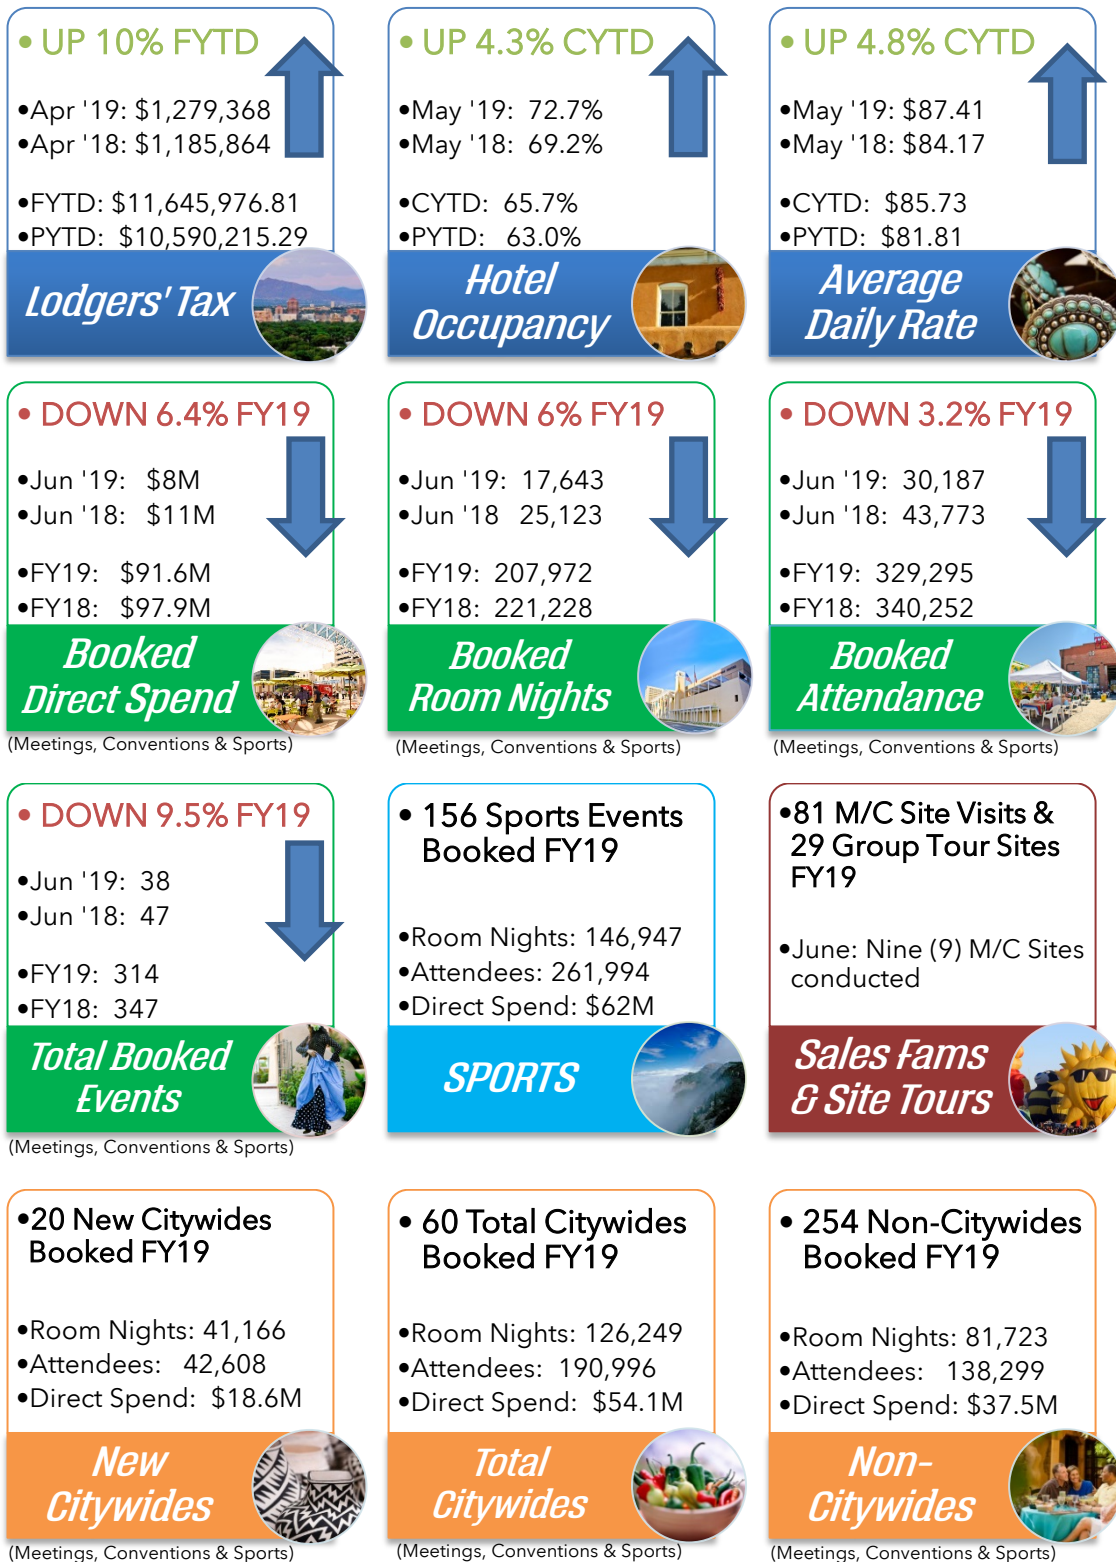 • UP 10% FYTD
•Apr '19: $1,279,368
•Apr '18: $1,185,864
•FYTD: $11,645,976.81
•PYTD: $10,590,215.29
Lodgers' Tax
• UP 4.3% CYTD
•May '19: 72.7%
•May '18: 69.2%
•CYTD: 65.7%
•PYTD: 63.0%
Hotel
Occupancy
• UP 4.8% CYTD
•May '19: $87.41
•May '18: $84.17
•CYTD: $85.73
•PYTD: $81.81
Average
Daily Rate
• DOWN 6.4% FY19
•Jun '19: $8M
•Jun '18: $11M
•FY19: $91.6M
•FY18: $97.9M
Booked
Direct Spend
(Meetings, Conventions & Sports)
• DOWN 6% FY19
•Jun '19: 17,643
•Jun '18 25,123
•FY19: 207,972
•FY18: 221,228
Booked
Room Nights
(Meetings, Conventions & Sports)
• DOWN 3.2% FY19
•Jun '19: 30,187
•Jun '18: 43,773
•FY19: 329,295
•FY18: 340,252
Booked
Attendance
(Meetings, Conventions & Sports)
• DOWN 9.5% FY19
•Jun '19: 38
•Jun '18: 47
•FY19: 314
•FY18: 347
Total Booked
Events
(Meetings, Conventions & Sports)
• 156 Sports Events
Booked FY19
•Room Nights: 146,947
•Attendees: 261,994
•Direct Spend: $62M
SPORTS
•81 M/C Site Visits &
29 Group Tour Sites
FY19
•June: Nine (9) M/C Sites
conducted
Sales Fams
& Site Tours
•20 New Citywides
Booked FY19
•Room Nights: 41,166
•Attendees: 42,608
•Direct Spend: $18.6M
New
Citywides
(Meetings, Conventions & Sports)
• 60 Total Citywides
Booked FY19
•Room Nights: 126,249
•Attendees: 190,996
•Direct Spend: $54.1M
Total
Citywides
(Meetings, Conventions & Sports)
• 254 Non-Citywides
Booked FY19
•Room Nights: 81,723
•Attendees: 138,299
•Direct Spend: $37.5M
Non-
Citywides
(Meetings, Conventions & Sports)